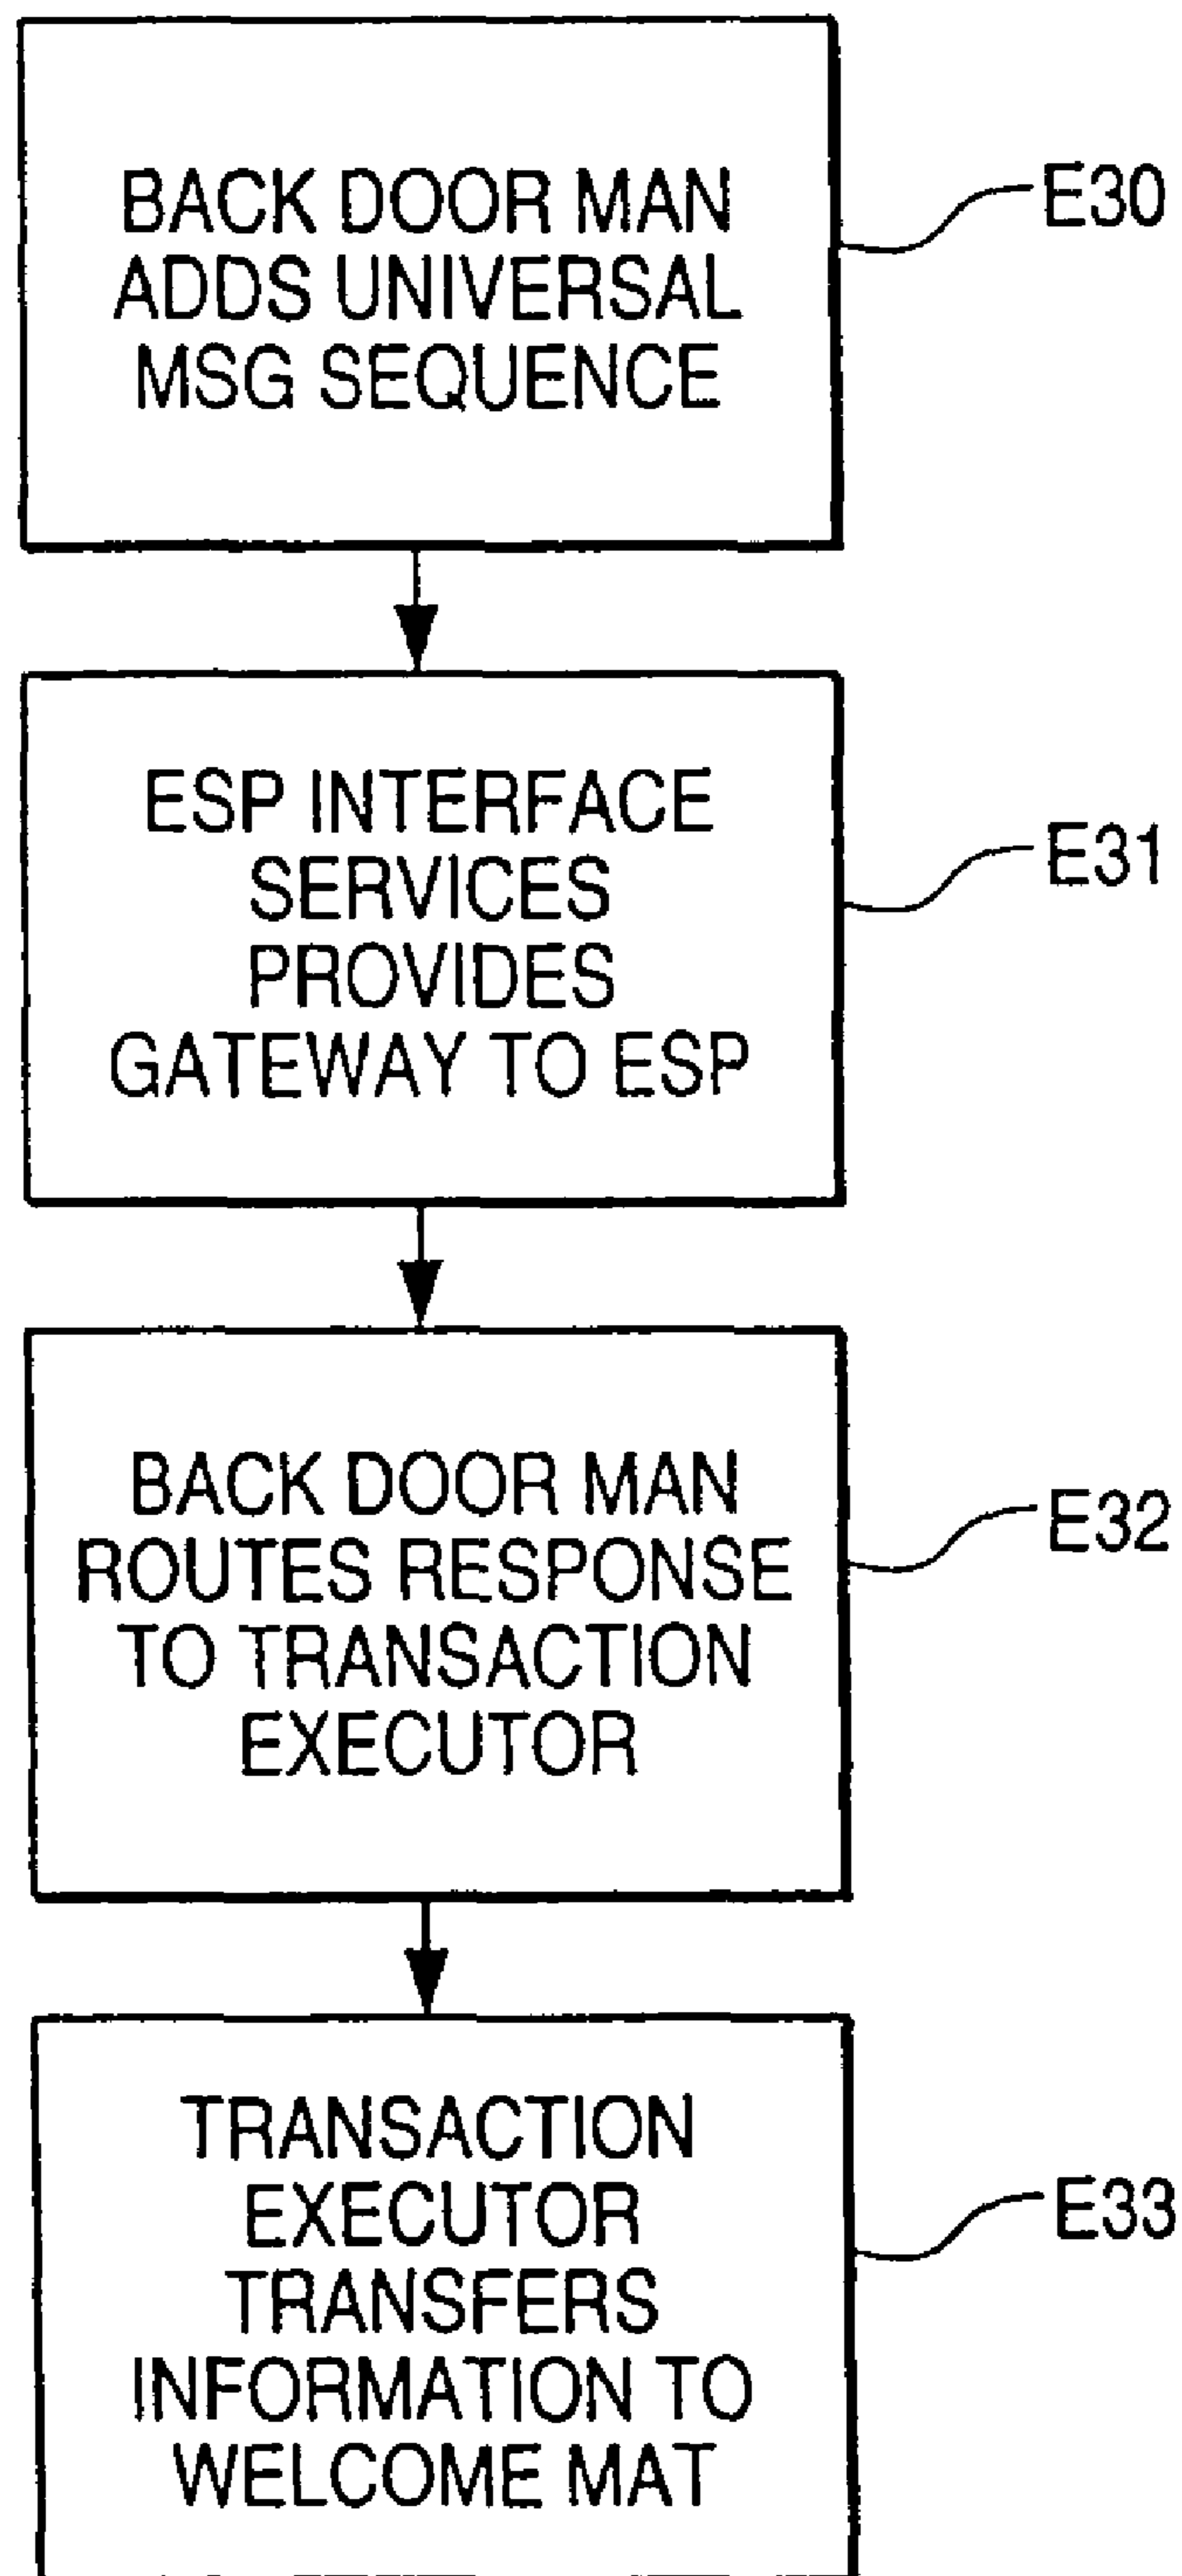 BACK DOOR MAN
ADDS UNIVERSAL
MSG SEQUENCE
E30
ESP INTERFACE
SERVICES
PROVIDES
GATEWAY TO ESP
E31
BACK DOOR MAN
ROUTES RESPONSE
TO TRANSACTION
EXECUTOR
E32
TRANSACTION
EXECUTOR
TRANSFERS
INFORMATION TO
WELCOME MAT
E33